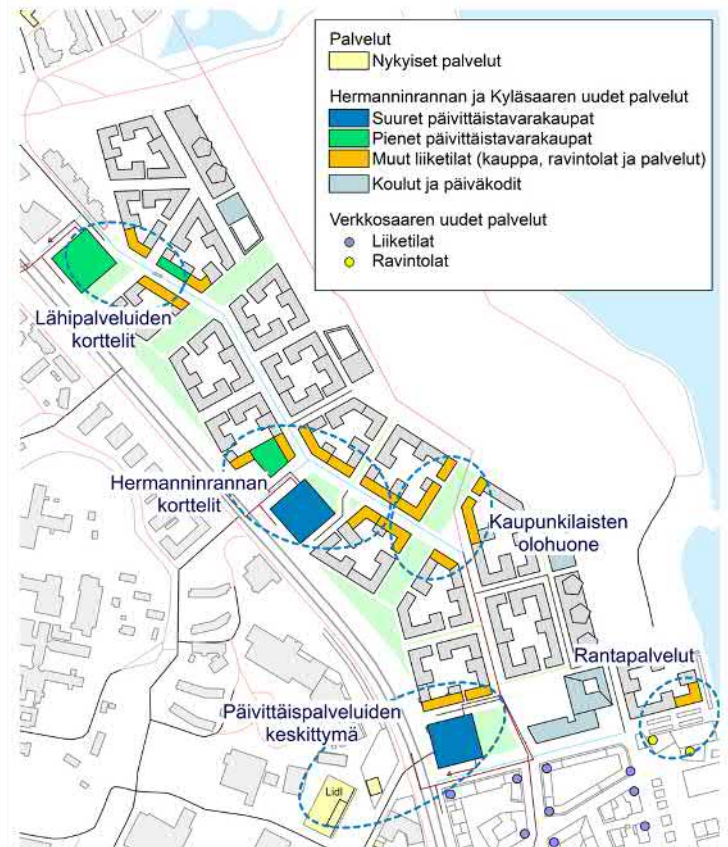 Palvelut
Nykyiset palvelut
Hermanninrannan ja Kyläsaaren uudet palvelut
Suuret päivittäistavarakaupat
Pienet päivittäistavarakaupat
Muut liiketilat (kauppa, ravintolat ja palvelut)
Koulut ja päiväkodit
Verkkosaaren uudet palvelut
Liiketilat
Ravintolat
Lähipalveluiden
korttelit
Hermanninrannan
korttelit
Kaupunkilaisten
olohuone
Rantapalvelut
Päivittäispalveluiden
keskittymä
Lidl